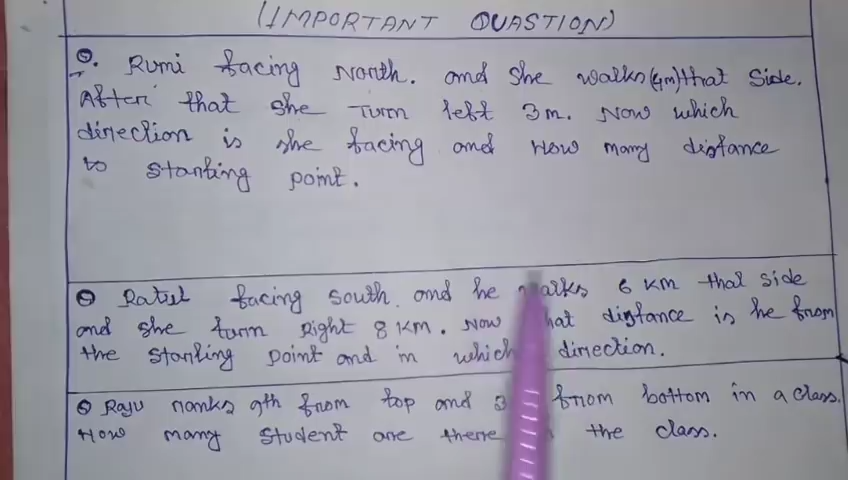 (IMPORTANT QUASTION)
Q. Rumi facing North. and she walks (4m) that side.
After that she Turn left 3m. Now which
direction is she facing and How many distance
to starting point.
Q Ratul facing south and he walks 6 KM that side
and she turn Right 8 KM. Now distance is he from
the starting point and in which direction.
Q Raju ranks 9th from top and from bottom in a class.
How many student are there the class.